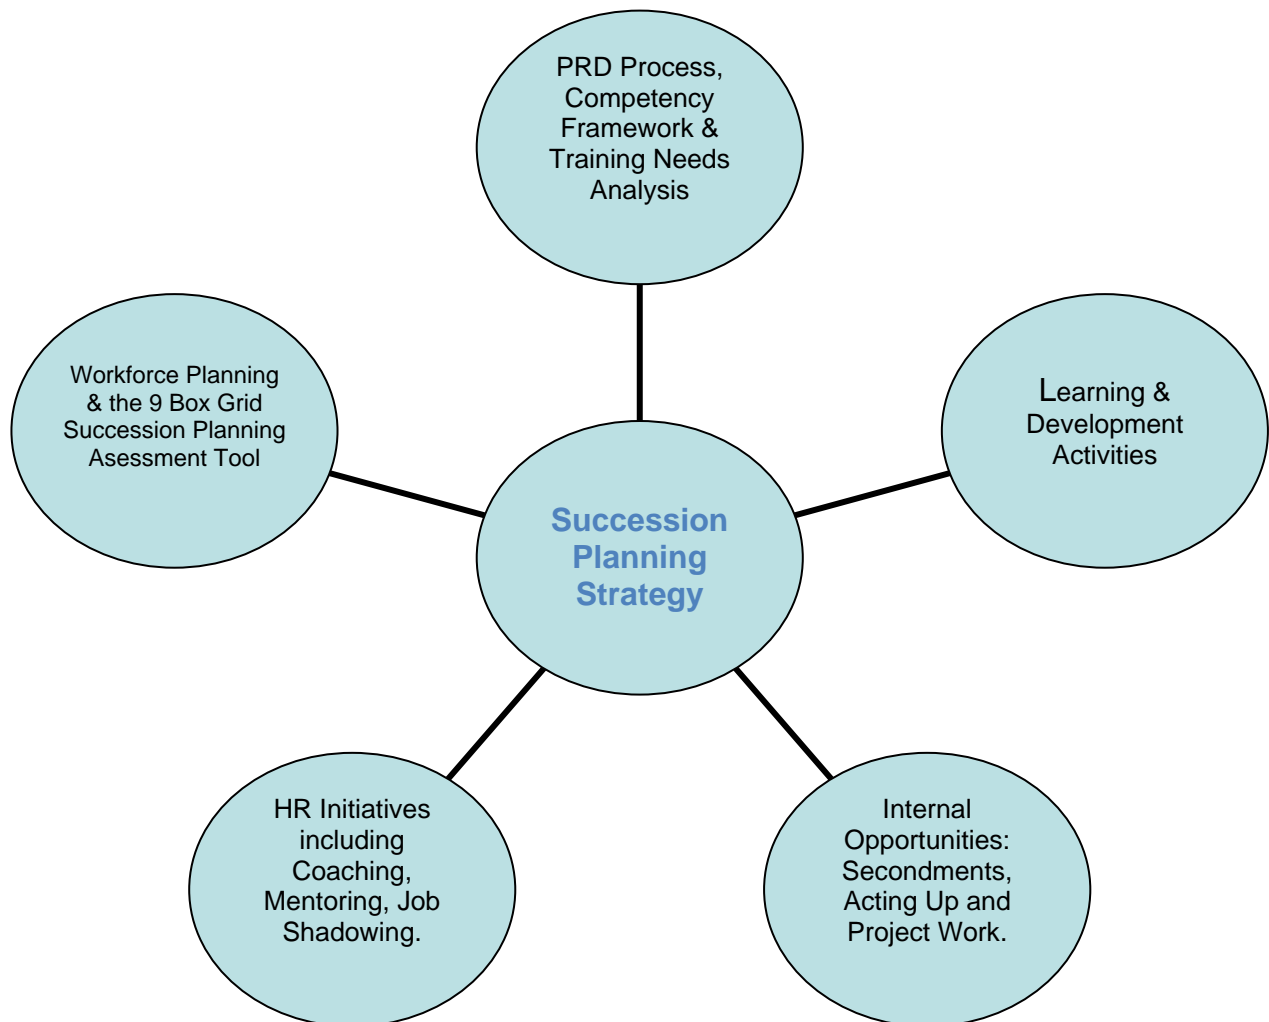 PRD Process,
Competency
Framework &
Training Needs
Analysis
Workforce Planning
& the 9 Box Grid
Succession Planning
Asessment Tool
Learning &
Development
Activities
Succession
Planning
Strategy
HR Initiatives
including
Coaching,
Mentoring, Job
Shadowing.
Internal
Opportunities:
Secondments,
Acting Up and
Project Work.